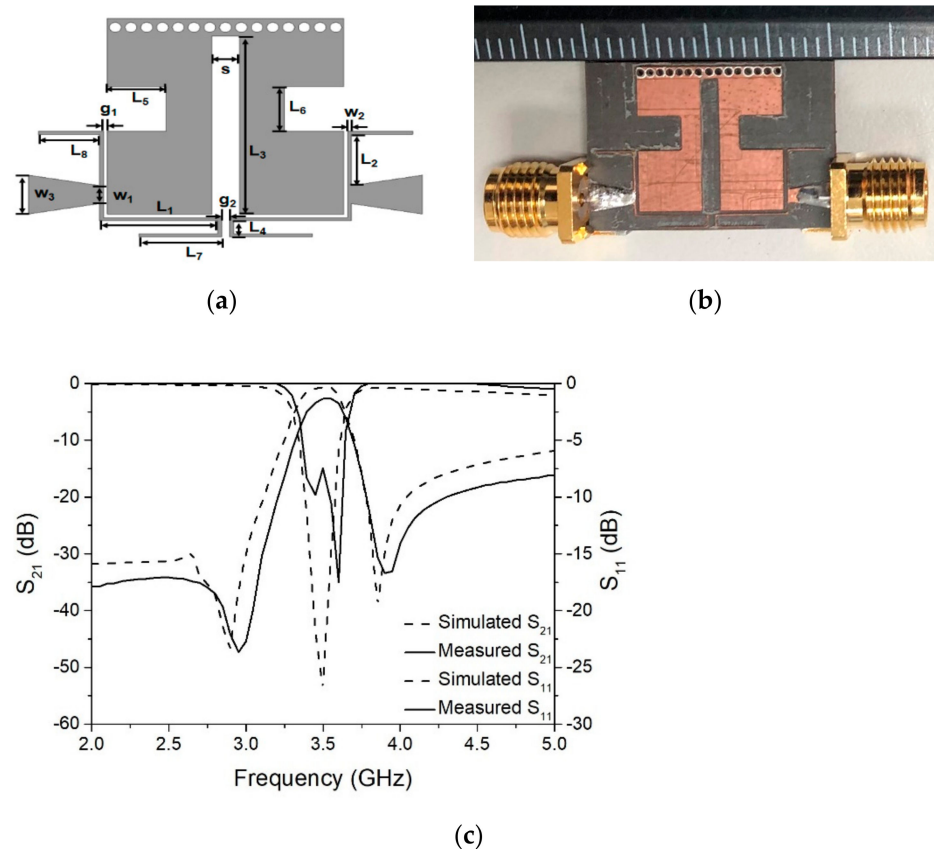 s
L5
L6
g1
w2
L8
L3
L2
w3
w1
L1
g2
L4
L7
(a)
(b)
0
-10
-20
-30
-40
-50
-60
S21 (dB)
0
-5
-10
-15
-20
-25
-30
S11 (dB)
Simulated S21
Measured S21
Simulated S11
Measured S11
2.0 2.5 3.0 3.5 4.0 4.5 5.0
Frequency (GHz)
(c)